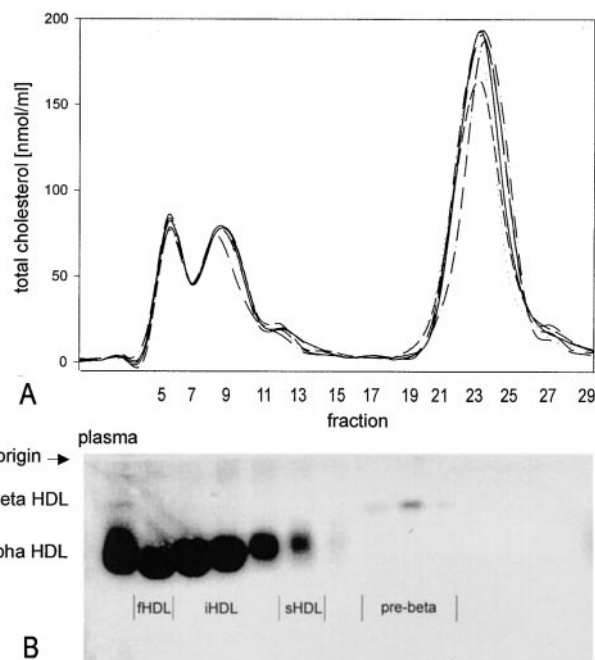 200
150
100
50
0
total cholesterol [nmol/ml]
5 7 9 11 13 15 17 19 21 23 25 27 29
fraction
A
plasma
origin
eta HDL
pha HDL
fHDL iHDL sHDL pre-beta
B